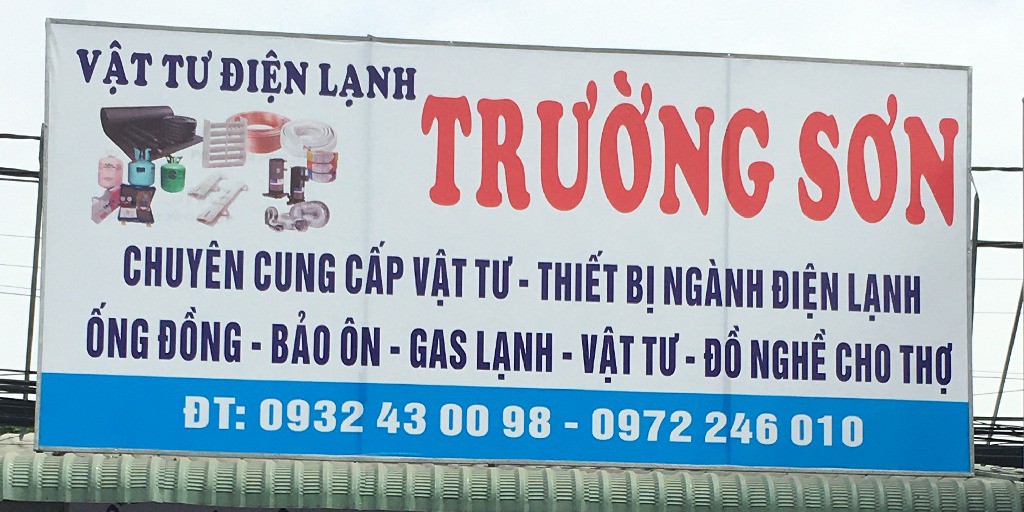 VẬT TƯ ĐIỆN LẠNH
TRƯỜNG SƠN
CHUYÊN CUNG CẤP VẬT TƯ - THIẾT BỊ NGÀNH ĐIỆN LẠNH
ỐNG ĐỒNG - BẢO ÔN - GAS LẠNH - VẬT TƯ - ĐỒ NGHỀ CHO THỢ
ĐT: 0932 43 00 98 - 0972 246 010